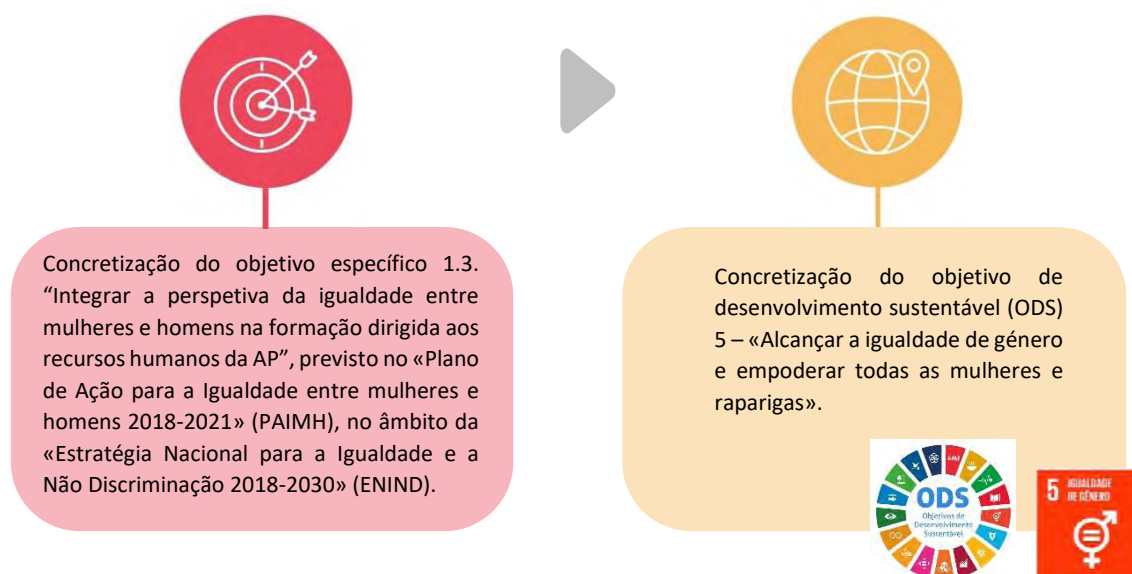 Concretização do objetivo específico 1.3.
“Integrar a perspetiva da igualdade entre
mulheres e homens na formação dirigida aos
recursos humanos da AP”, previsto no «Plano
de Ação para a Igualdade entre mulheres e
homens 2018-2021» (PAIMH), no âmbito da
«Estratégia Nacional para a Igualdade e a
Não Discriminação 2018-2030» (ENIND).
Concretização do objetivo de
desenvolvimento sustentável (ODS)
5 – «Alcançar a igualdade de género
e empoderar todas as mulheres e
raparigas».
ODS
Objetivos de
Desenvolvimento
Sustentável
5 IGUALDADE
DE GÉNERO